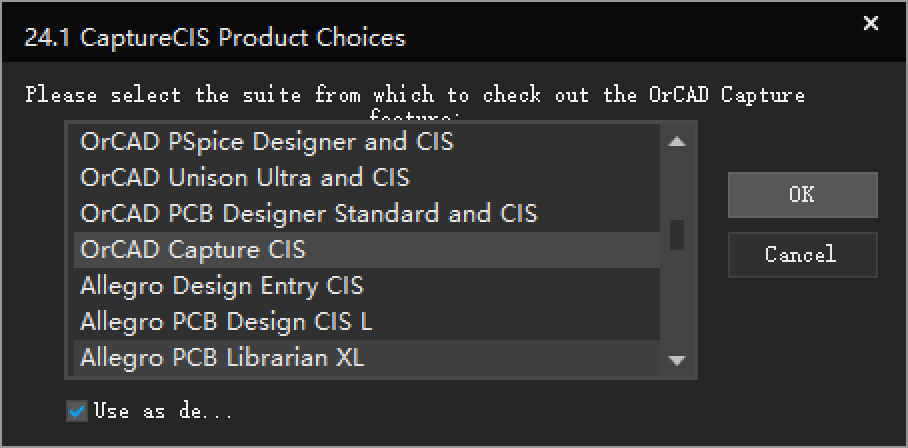 24.1 CaptureCIS Product Choices
Please select the suite from which to check out the OrCAD Capture
feature:
OrCAD PSpice Designer and CIS
OrCAD Unison Ultra and CIS
OrCAD PCB Designer Standard and CIS
OrCAD Capture CIS
Allegro Design Entry CIS
Allegro PCB Design CIS L
Allegro PCB Librarian XL
OK
Cancel
Use as de...